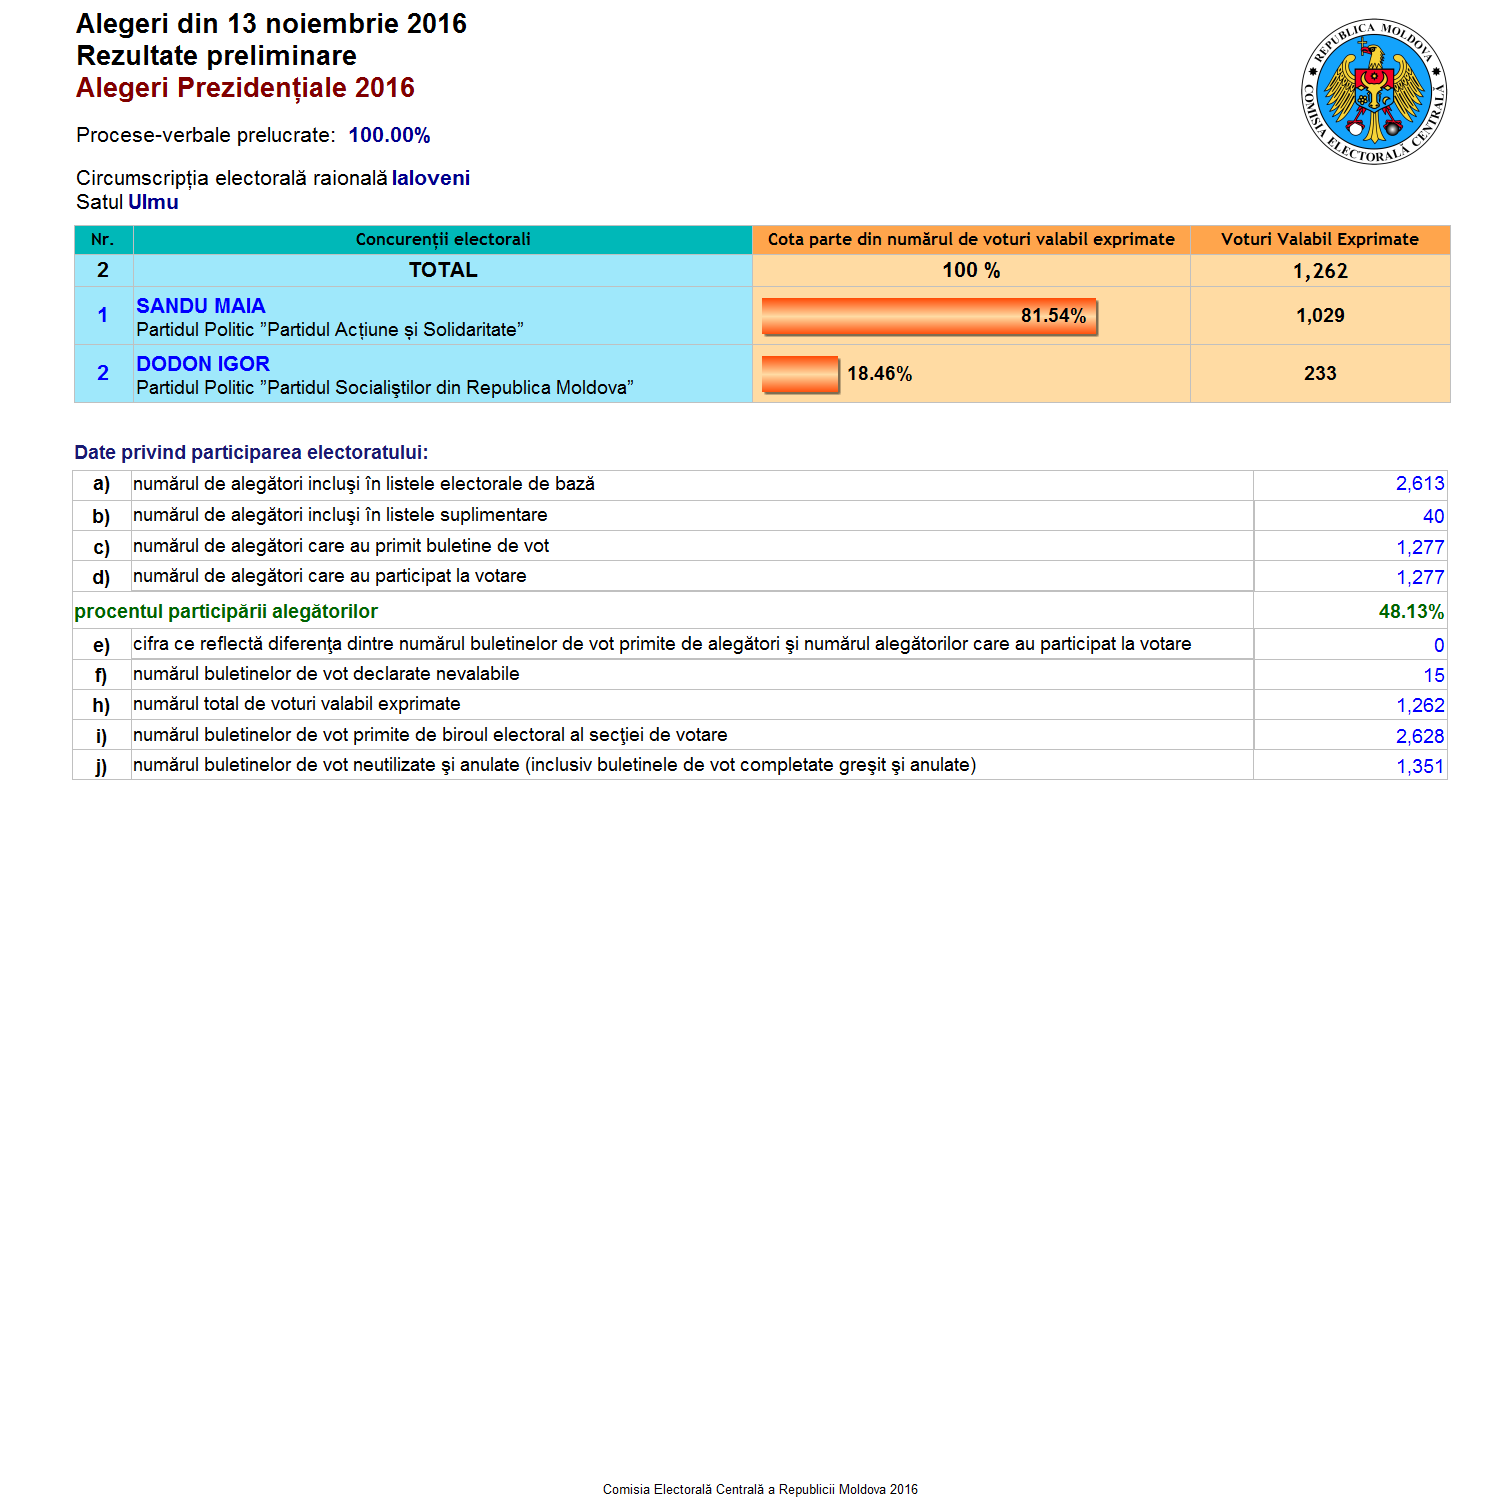 Alegeri din 13 noiembrie 2016
Rezultate preliminare
Alegeri Prezidențiale 2016
REPUBLICA MOLDOVA
COMISIA ELECTORALĂ CENTRALĂ
Procese-verbale prelucrate: 100.00%
Circumscripția electorală raională Ialoveni
Satul Ulmu
Nr. Concurenții electorali Cota parte din numărul de voturi valabil exprimate Voturi Valabil Exprimate
2 TOTAL 100 % 1,262
1 SANDU MAIA 81.54% 1,029
Partidul Politic ”Partidul Acțiune și Solidaritate”
2 DODON IGOR 18.46% 233
Partidul Politic ”Partidul Socialiştilor din Republica Moldova”
Date privind participarea electoratului:
a) numărul de alegători incluşi în listele electorale de bază 2,613
b) numărul de alegători incluşi în listele suplimentare 40
c) numărul de alegători care au primit buletine de vot 1,277
d) numărul de alegători care au participat la votare 1,277
procentul participării alegătorilor 48.13%
e) cifra ce reflectă diferenţa dintre numărul buletinelor de vot primite de alegători şi numărul alegătorilor care au participat la votare 0
f) numărul buletinelor de vot declarate nevalabile 15
h) numărul total de voturi valabil exprimate 1,262
i) numărul buletinelor de vot primite de biroul electoral al secţiei de votare 2,628
j) numărul buletinelor de vot neutilizate şi anulate (inclusiv buletinele de vot completate greşit şi anulate) 1,351
Comisia Electorală Centrală a Republicii Moldova 2016